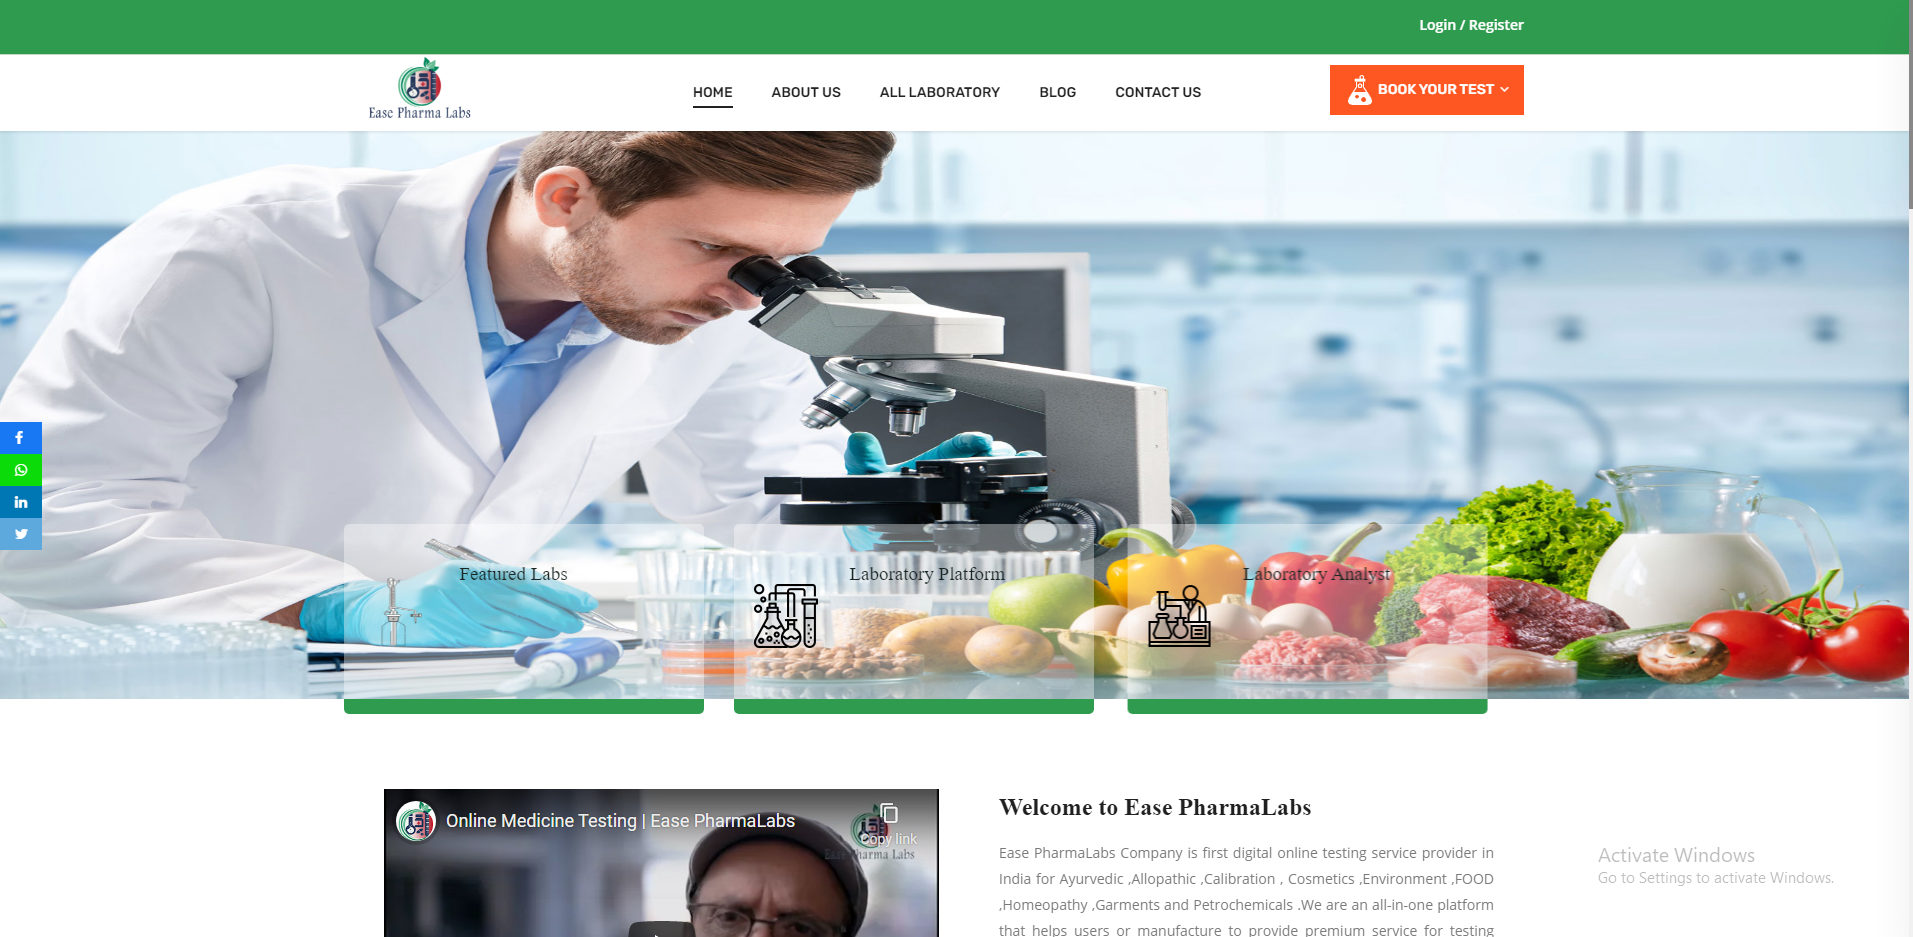 Login / Register
Ease Pharma Labs
HOME
ABOUT US
ALL LABORATORY
BLOG
CONTACT US
BOOK YOUR TEST
Featured Labs
Laboratory Platform
Laboratory Analyst
Online Medicine Testing | Ease PharmaLabs
Copy link
Ease Pharma Labs
Welcome to Ease PharmaLabs
Ease PharmaLabs Company is first digital online testing service provider in
India for Ayurvedic ,Allopathic ,Calibration , Cosmetics ,Environment ,FOOD
,Homeopathy ,Garments and Petrochemicals .We are an all-in-one platform
that helps users or manufacture to provide premium service for testing
Activate Windows
Go to Settings to activate Windows.